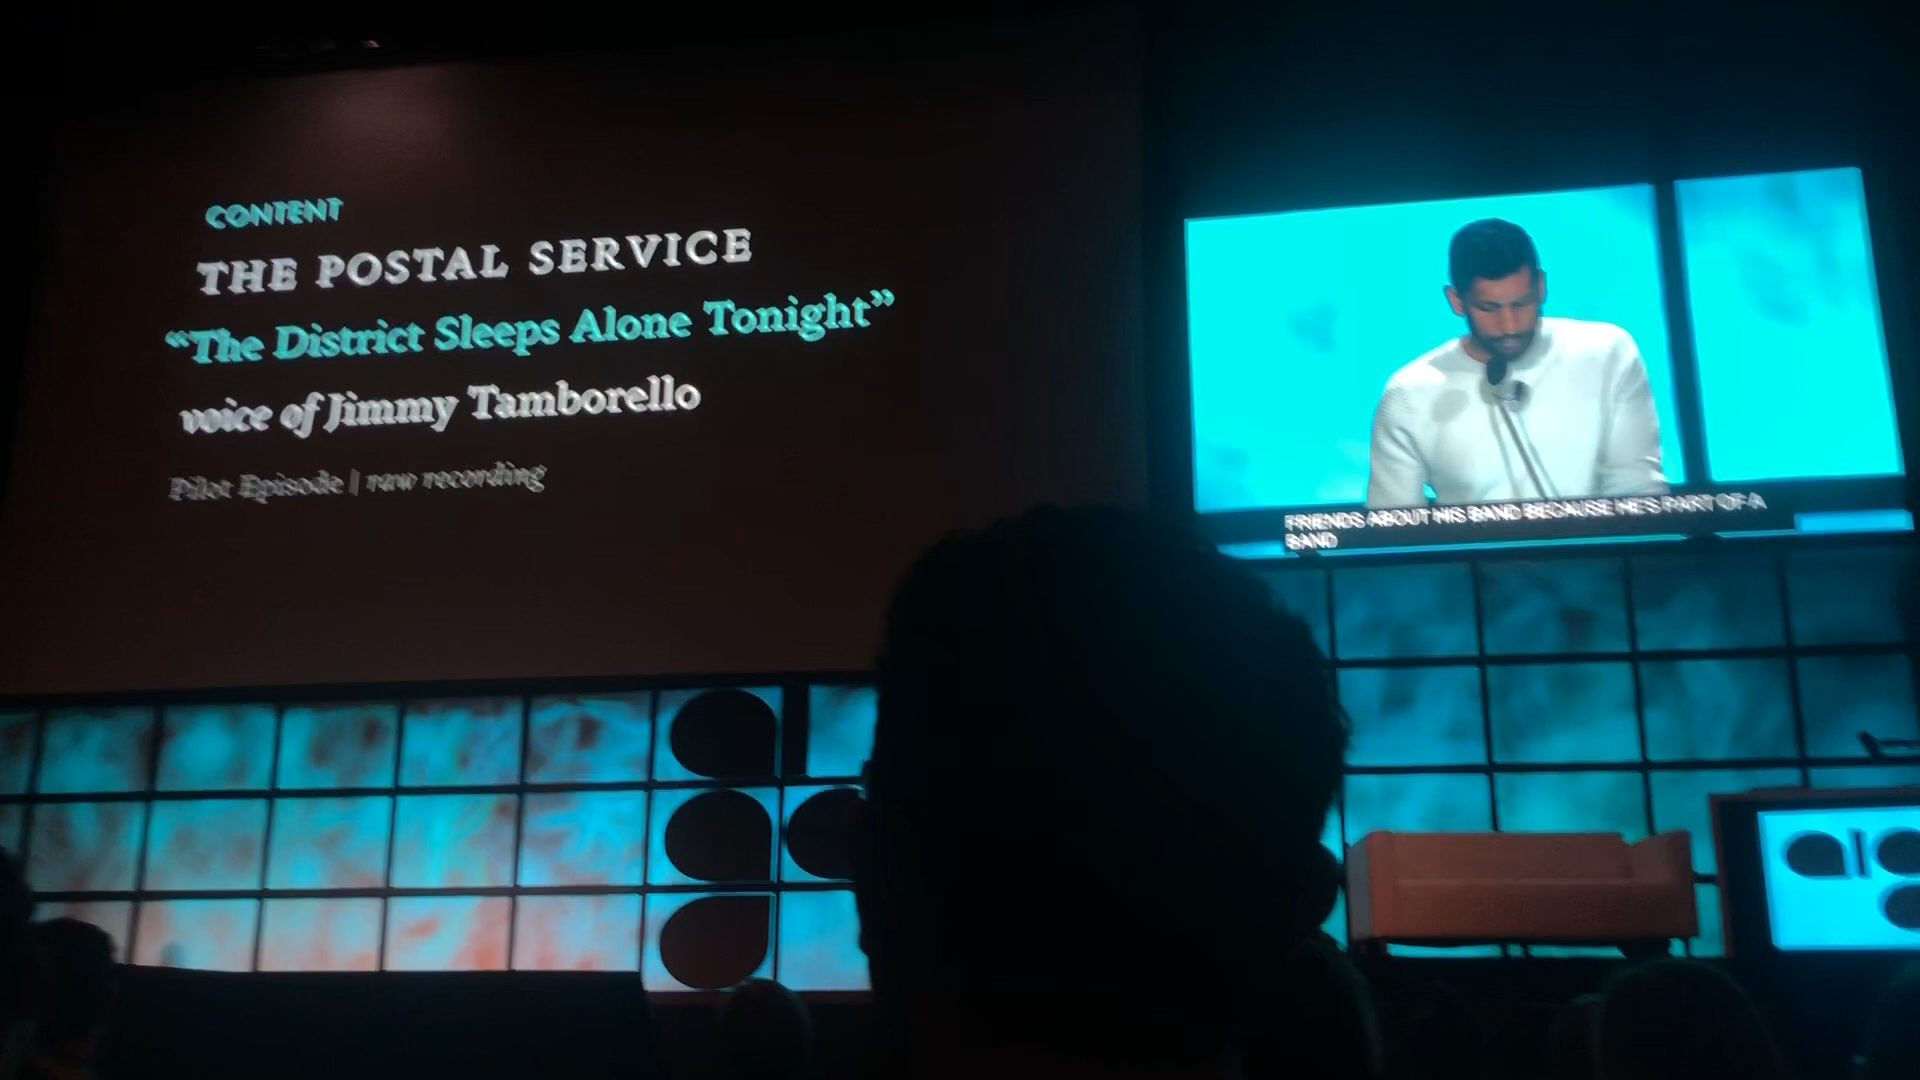 CONTENT
THE POSTAL SERVICE
“The District Sleeps Alone Tonight”
voice of Jimmy Tamborello
Pilot Episode | raw recording
FRIENDS ABOUT HIS BAND BECAUSE HE'S PART OF A
BAND